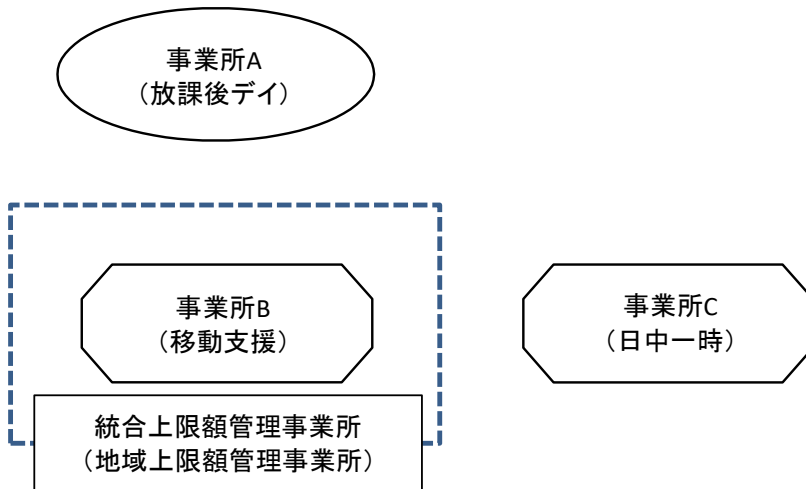 事業所A
（放課後デイ）
事業所B
（移動支援）
事業所C
（日中一時）
統合上限額管理事業所
（地域上限額管理事業所）